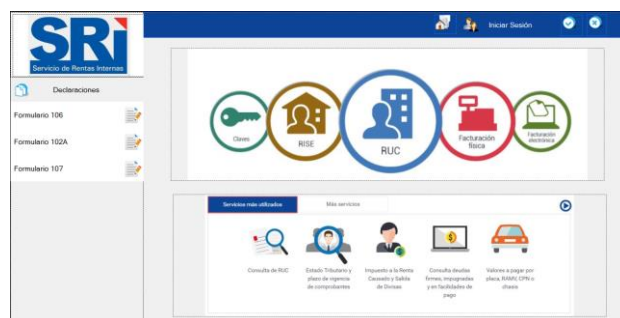 SRi
Servicio de Rentas Internas
Iniciar Sesión
Declaraciones
Formulario 106
Formulario 102A
Formulario 107
Claves
RISE
RUC
Facturación
física
Facturación
electrónica
Servicios más utilizados
Más servicios
Consulta de RUC
Estado Tributario y
plazo de vigencia
de comprobantes
Impuesto a la Renta
Causado y Salida
de Divisas
Consulta deudas
firmes, impugnadas
y en facilidades de
pago
Valores a pagar por
placa, RAMV, CPN o
chasis